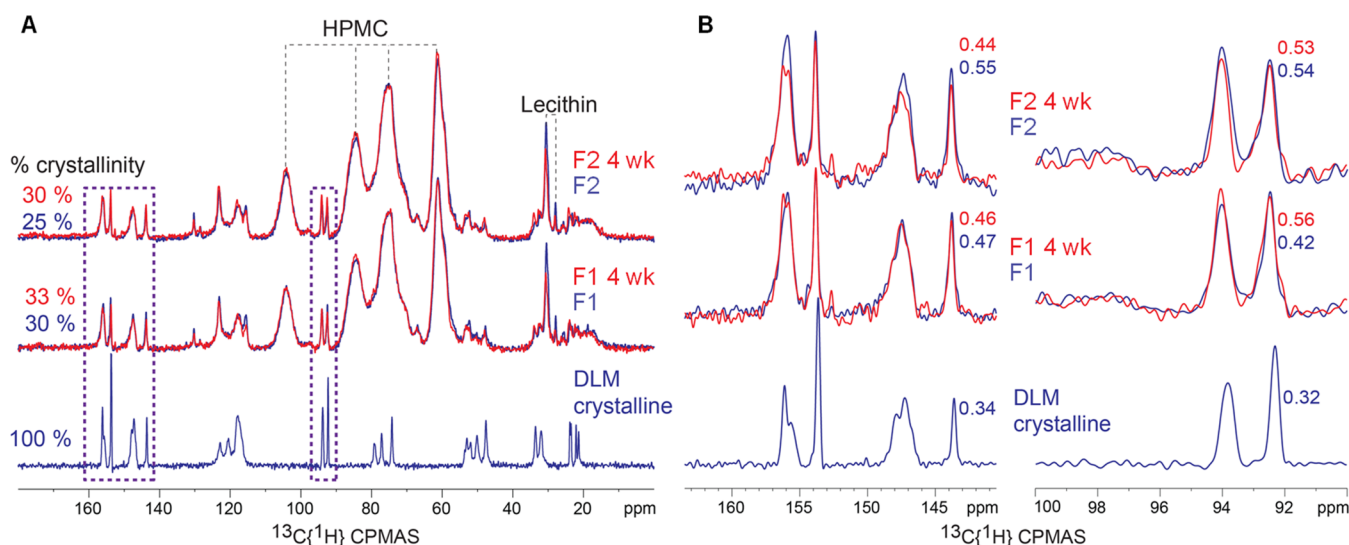 A
HPMC
Lecithin
% crystallinity
30 %
25 %
F2 4 wk
F2
33 %
30 %
F1 4 wk
F1
100 %
DLM
crystalline
160 140 120 100 80 60 40 20 ppm
¹³C{¹H} CPMAS
B
0.44
0.55
0.53
0.54
F2 4 wk
F2
0.46
0.47
0.56
0.42
F1 4 wk
F1
0.34
DLM
crystalline
0.32
160 155 150 145 ppm
100 98 96 94 92 ppm
¹³C{¹H} CPMAS